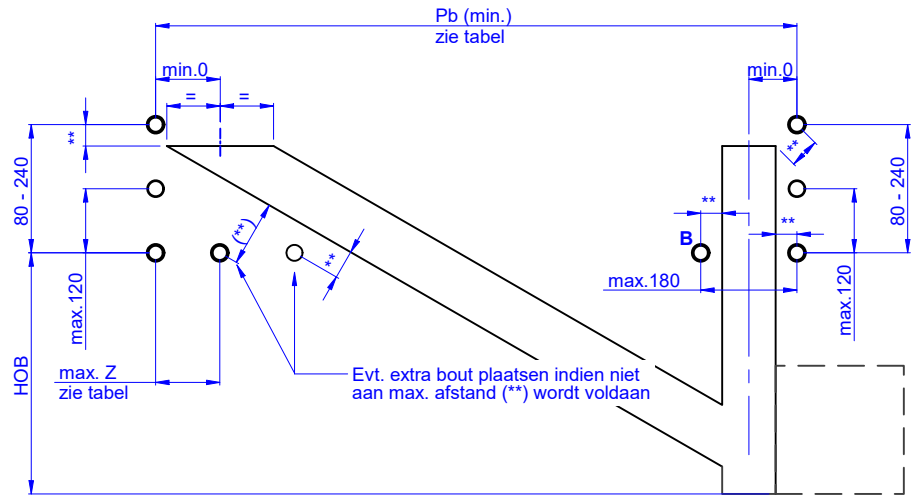 Pb (min.)
zie tabel
min.0
min.0
=
=
**
**
80 - 240
80 - 240
(**)
**
**
**
B
max.120
max.180
max.120
HOB
max. Z
zie tabel
Evt. extra bout plaatsen indien niet
aan max. afstand (**) wordt voldaan